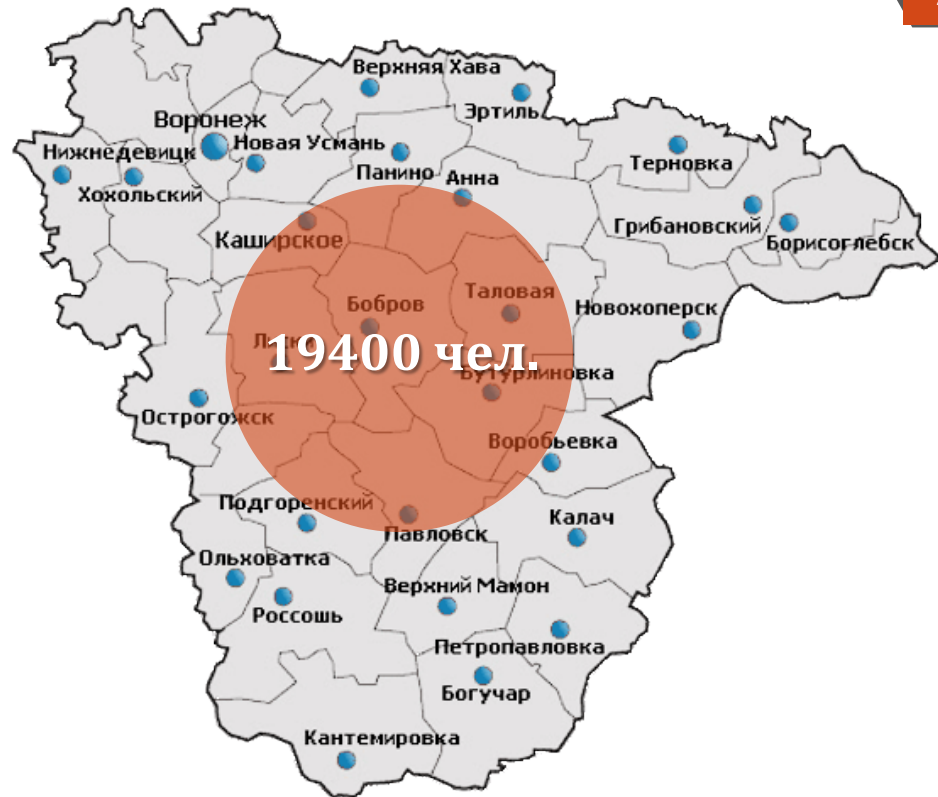 Верхняя Хава
Эртиль
Воронеж
Новая Усмань
Нижнедевицк
Хохольский
Панино
Анна
Терновка
Грибановский
Борисоглебск
Каширское
Бобров
Таловая
Новохоперск
19400 чел.
Бутурлиновка
Острогожск
Воробьевка
Подгоренский
Павловск
Калач
Ольховатка
Россошь
Верхний Мамон
Петропавловка
Богучар
Кантемировка